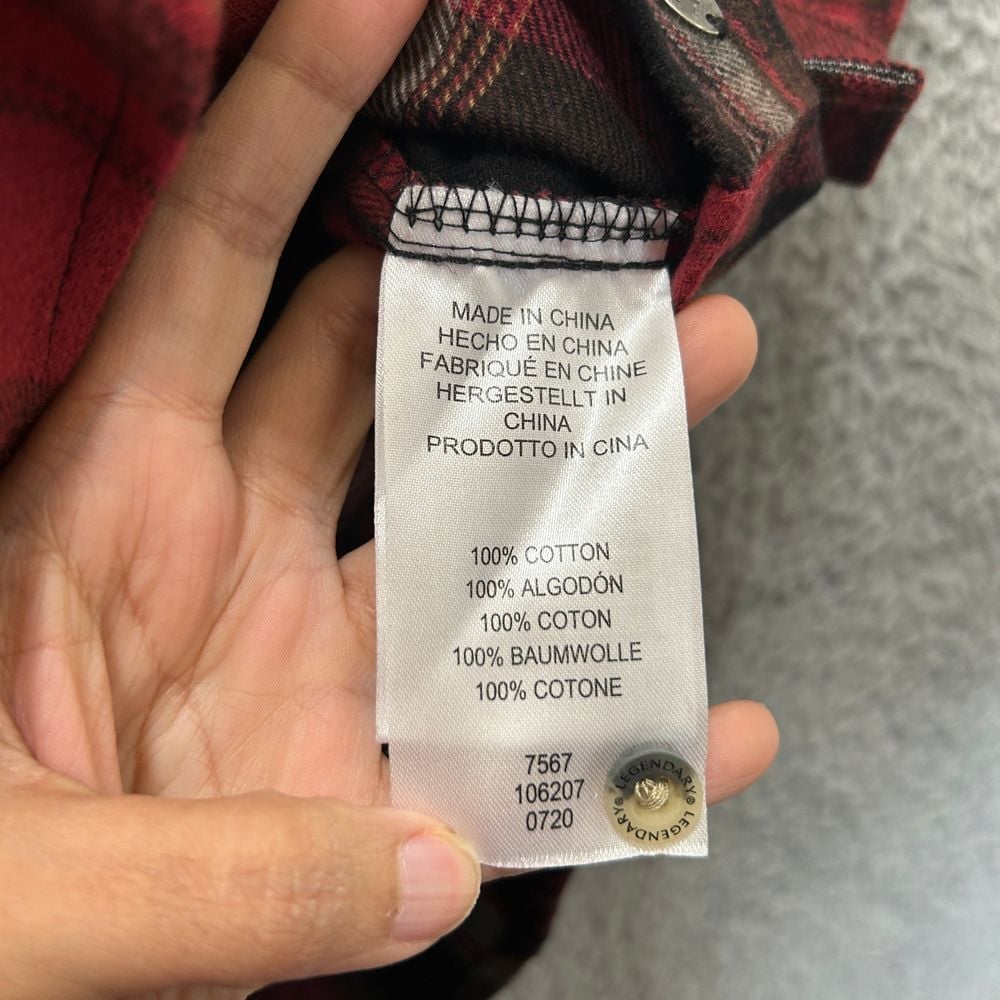 MADE IN CHINA
HECHO EN CHINA
FABRIQUÉ EN CHINE
HERGESTELLT IN
CHINA
PRODOTTO IN CINA
100% COTTON
100% ALGODÓN
100% COTON
100% BAUMWOLLE
100% COTONE
7567
106207
0720
LEGENDARY® LEGENDARY®